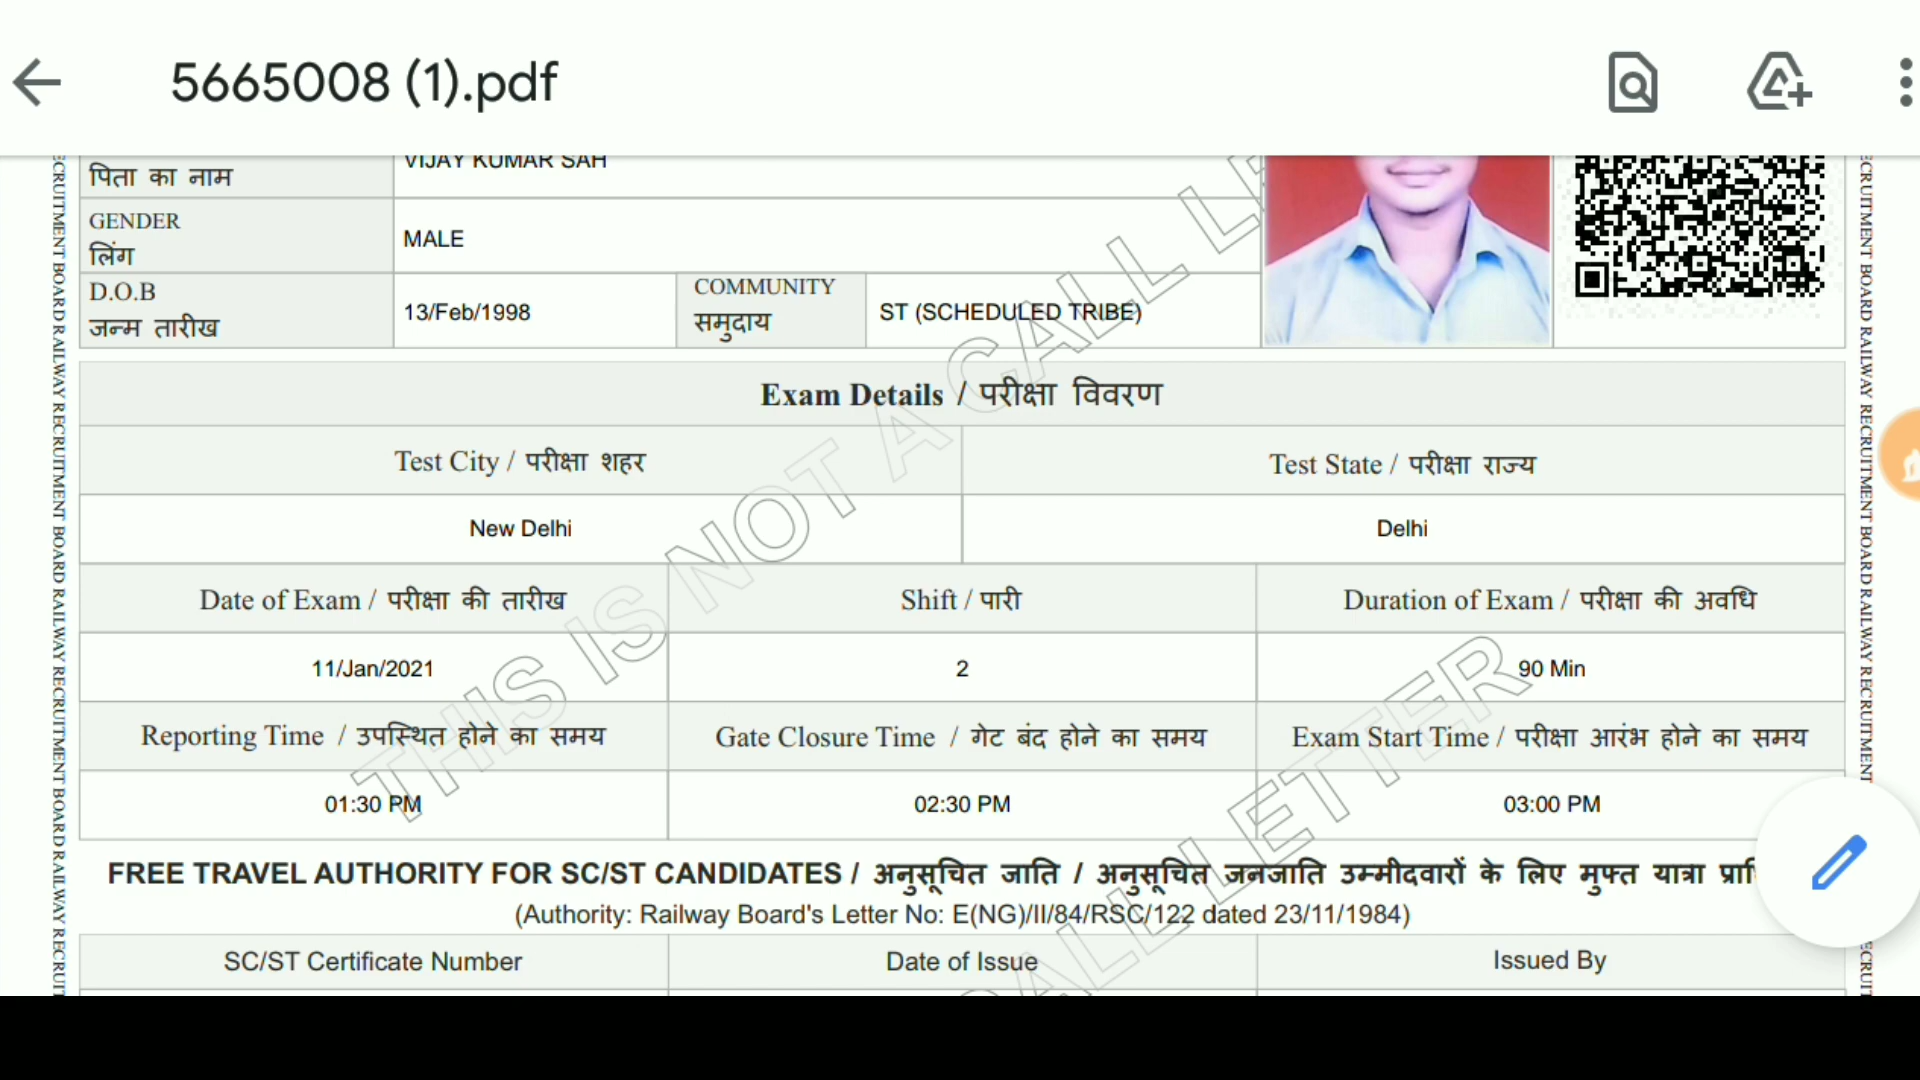 5665008 (1).pdf
पिता का नाम
VIJAY KUMAR SAH
GENDER
लिंग
MALE
D.O.B
जन्म तारीख
13/Feb/1998
COMMUNITY
समुदाय
ST (SCHEDULED TRIBE)
Exam Details / परीक्षा विवरण
Test City / परीक्षा शहर
Test State / परीक्षा राज्य
New Delhi
Delhi
Date of Exam / परीक्षा की तारीख
Shift / पारी
Duration of Exam / परीक्षा की अवधि
11/Jan/2021
2
90 Min
Reporting Time / उपस्थित होने का समय
Gate Closure Time / गेट बंद होने का समय
Exam Start Time / परीक्षा आरंभ होने का समय
01:30 PM
02:30 PM
03:00 PM
FREE TRAVEL AUTHORITY FOR SC/ST CANDIDATES / अनुसूचित जाति / अनुसूचित जनजाति उम्मीदवारों के लिए मुफ्त यात्रा
(Authority: Railway Board's Letter No: E(NG)/II/84/RSC/122 dated 23/11/1984)
SC/ST Certificate Number
Date of Issue
Issued By
THIS IS NOT A CALL
CALL LETTER
RAILWAY RECRUITMENT BOARD RAILWAY RECRUITMENT BOARD
RAILWAY RECRUITMENT BOARD RAILWAY RECRUITMENT